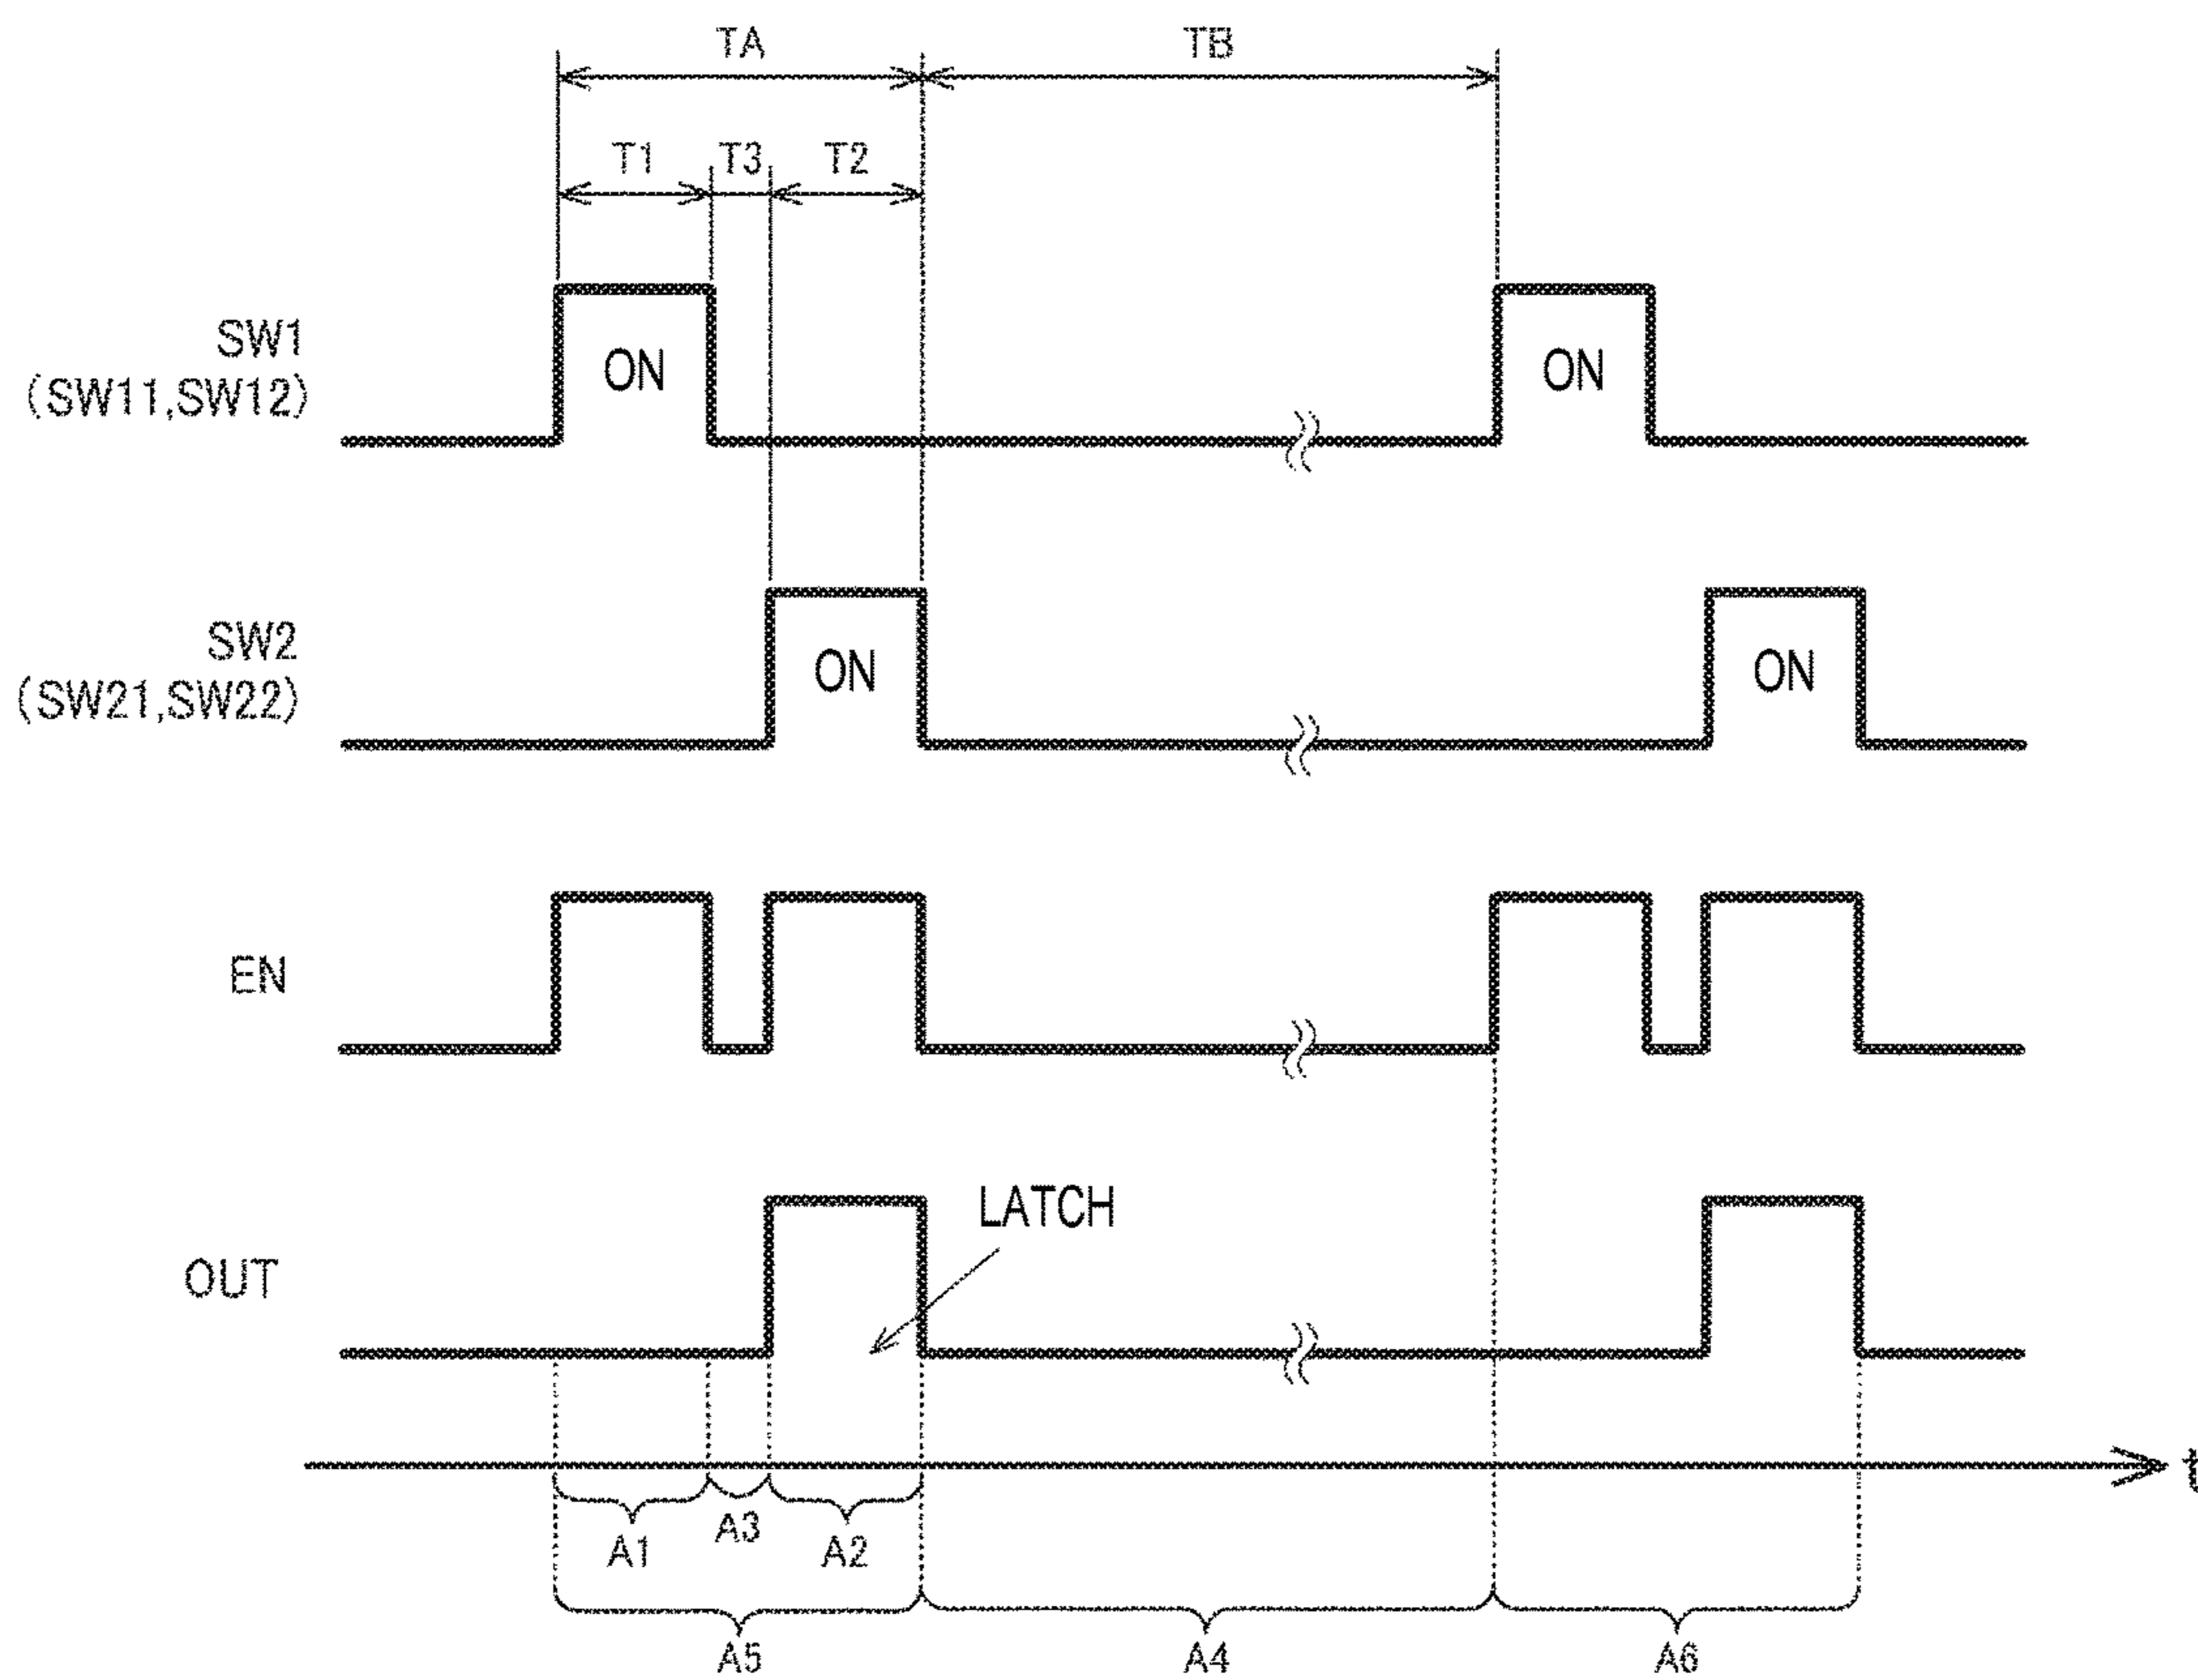 TA TB
T1 T3 T2
SW1
(SW11,SW12)
ON ON
SW2
(SW21,SW22)
ON ON
EN
LATCH
OUT
t
A1 A3 A2
A5 A4 A6